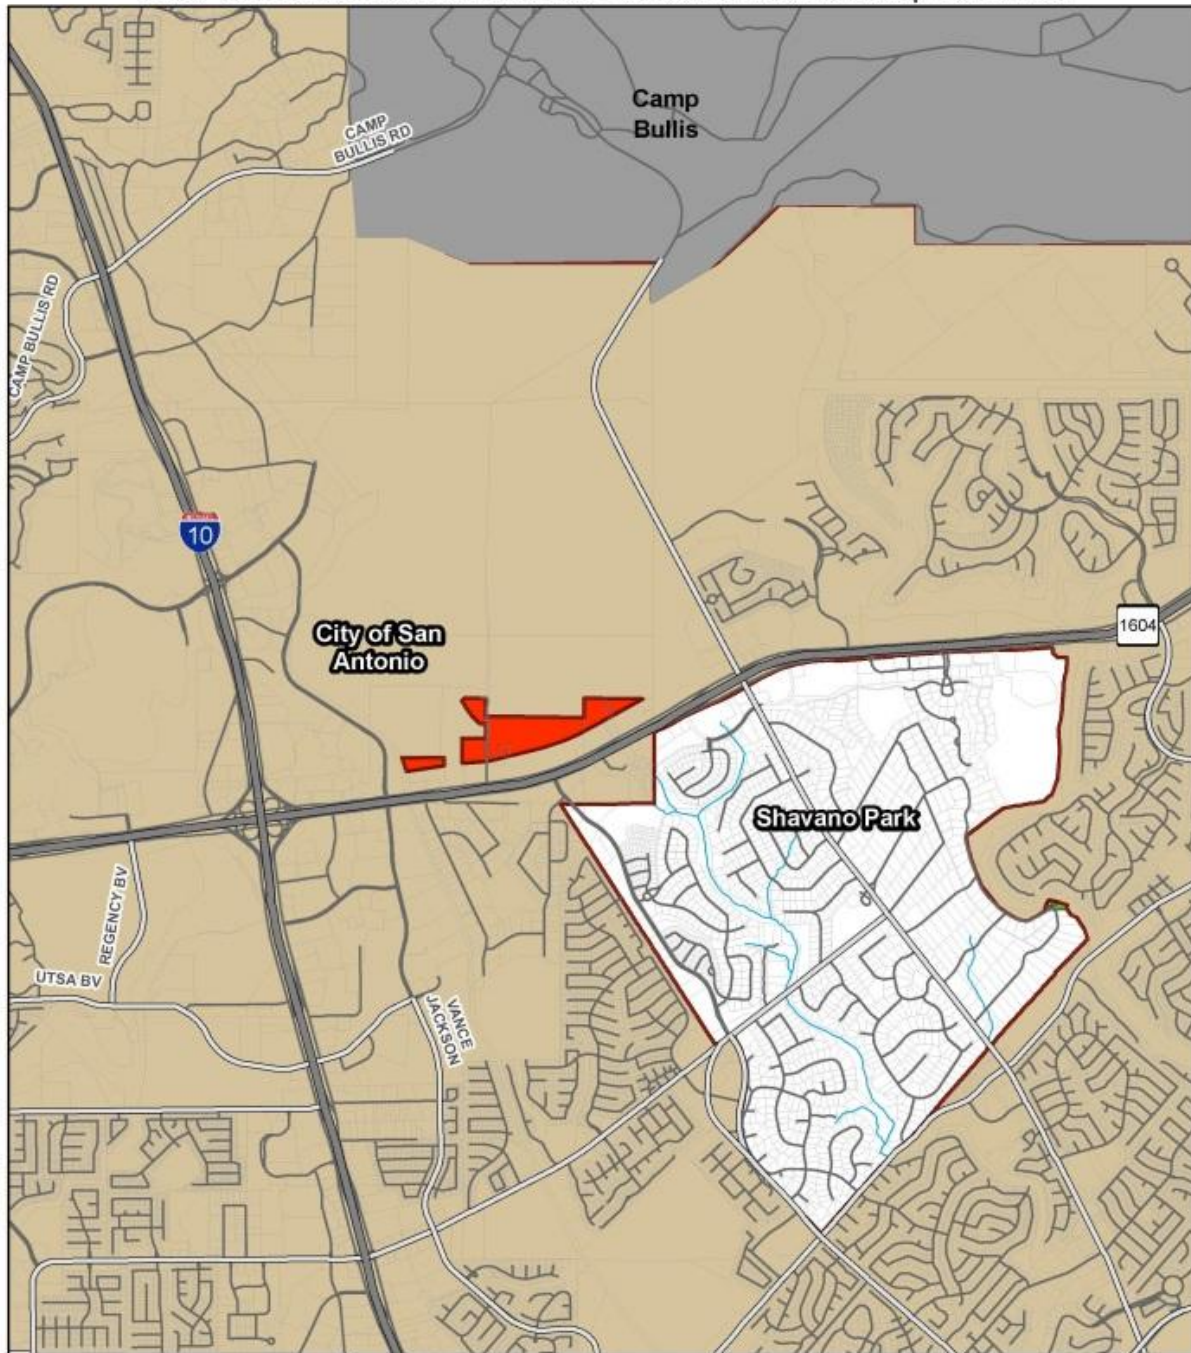 Camp
Bullis
CAMP
BULLIS RD
CAMP BULLIS RD
10
City of San
Antonio
1604
Shavano Park
REGENCY BV
UTSA BV
VANCE
JACKSON